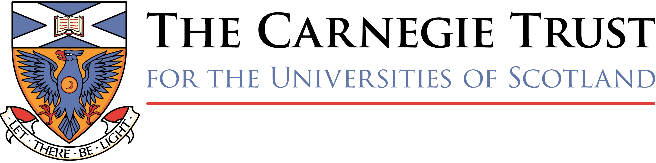 THE CARNEGIE TRUST
FOR THE UNIVERSITIES OF SCOTLAND
LET · THERE · BE · LIGHT